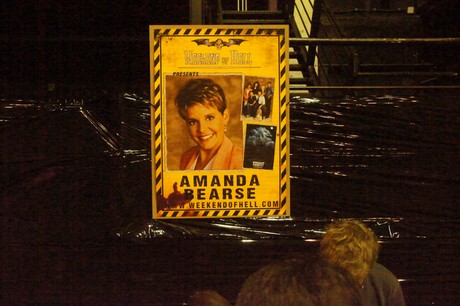 WEEKEND OF HELL
PRESENTS
AMANDA
BEARSE
WWW.WEEKENDOFHELL.COM